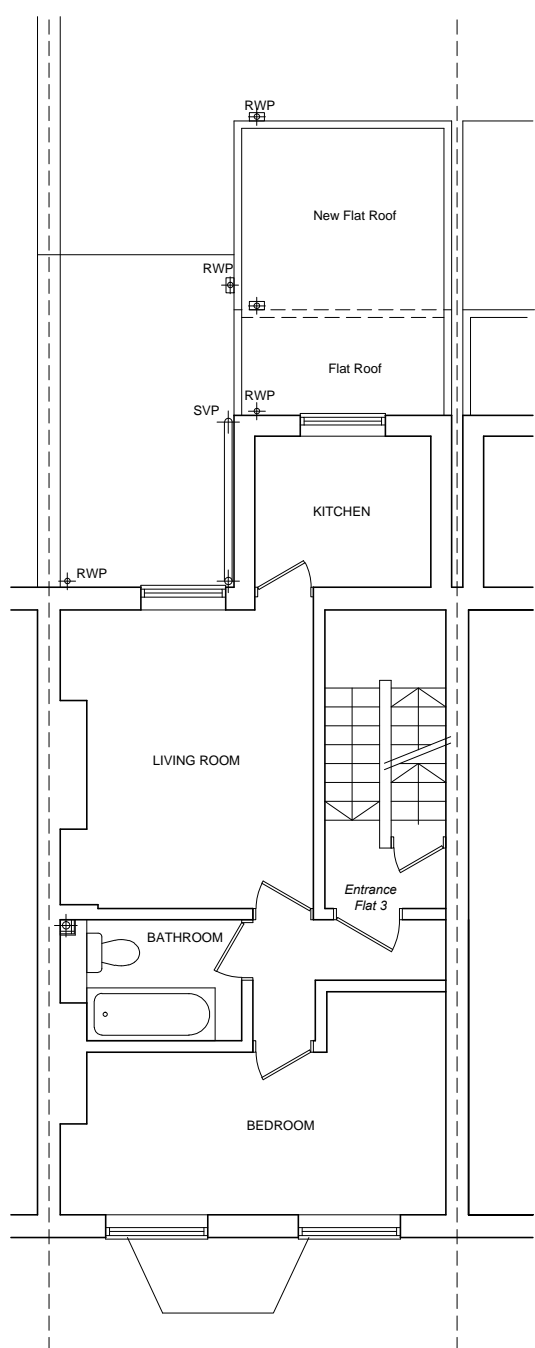 RWP
New Flat Roof
RWP
Flat Roof
SVP
RWP
KITCHEN
RWP
LIVING ROOM
Entrance
Flat 3
BATHROOM
BEDROOM